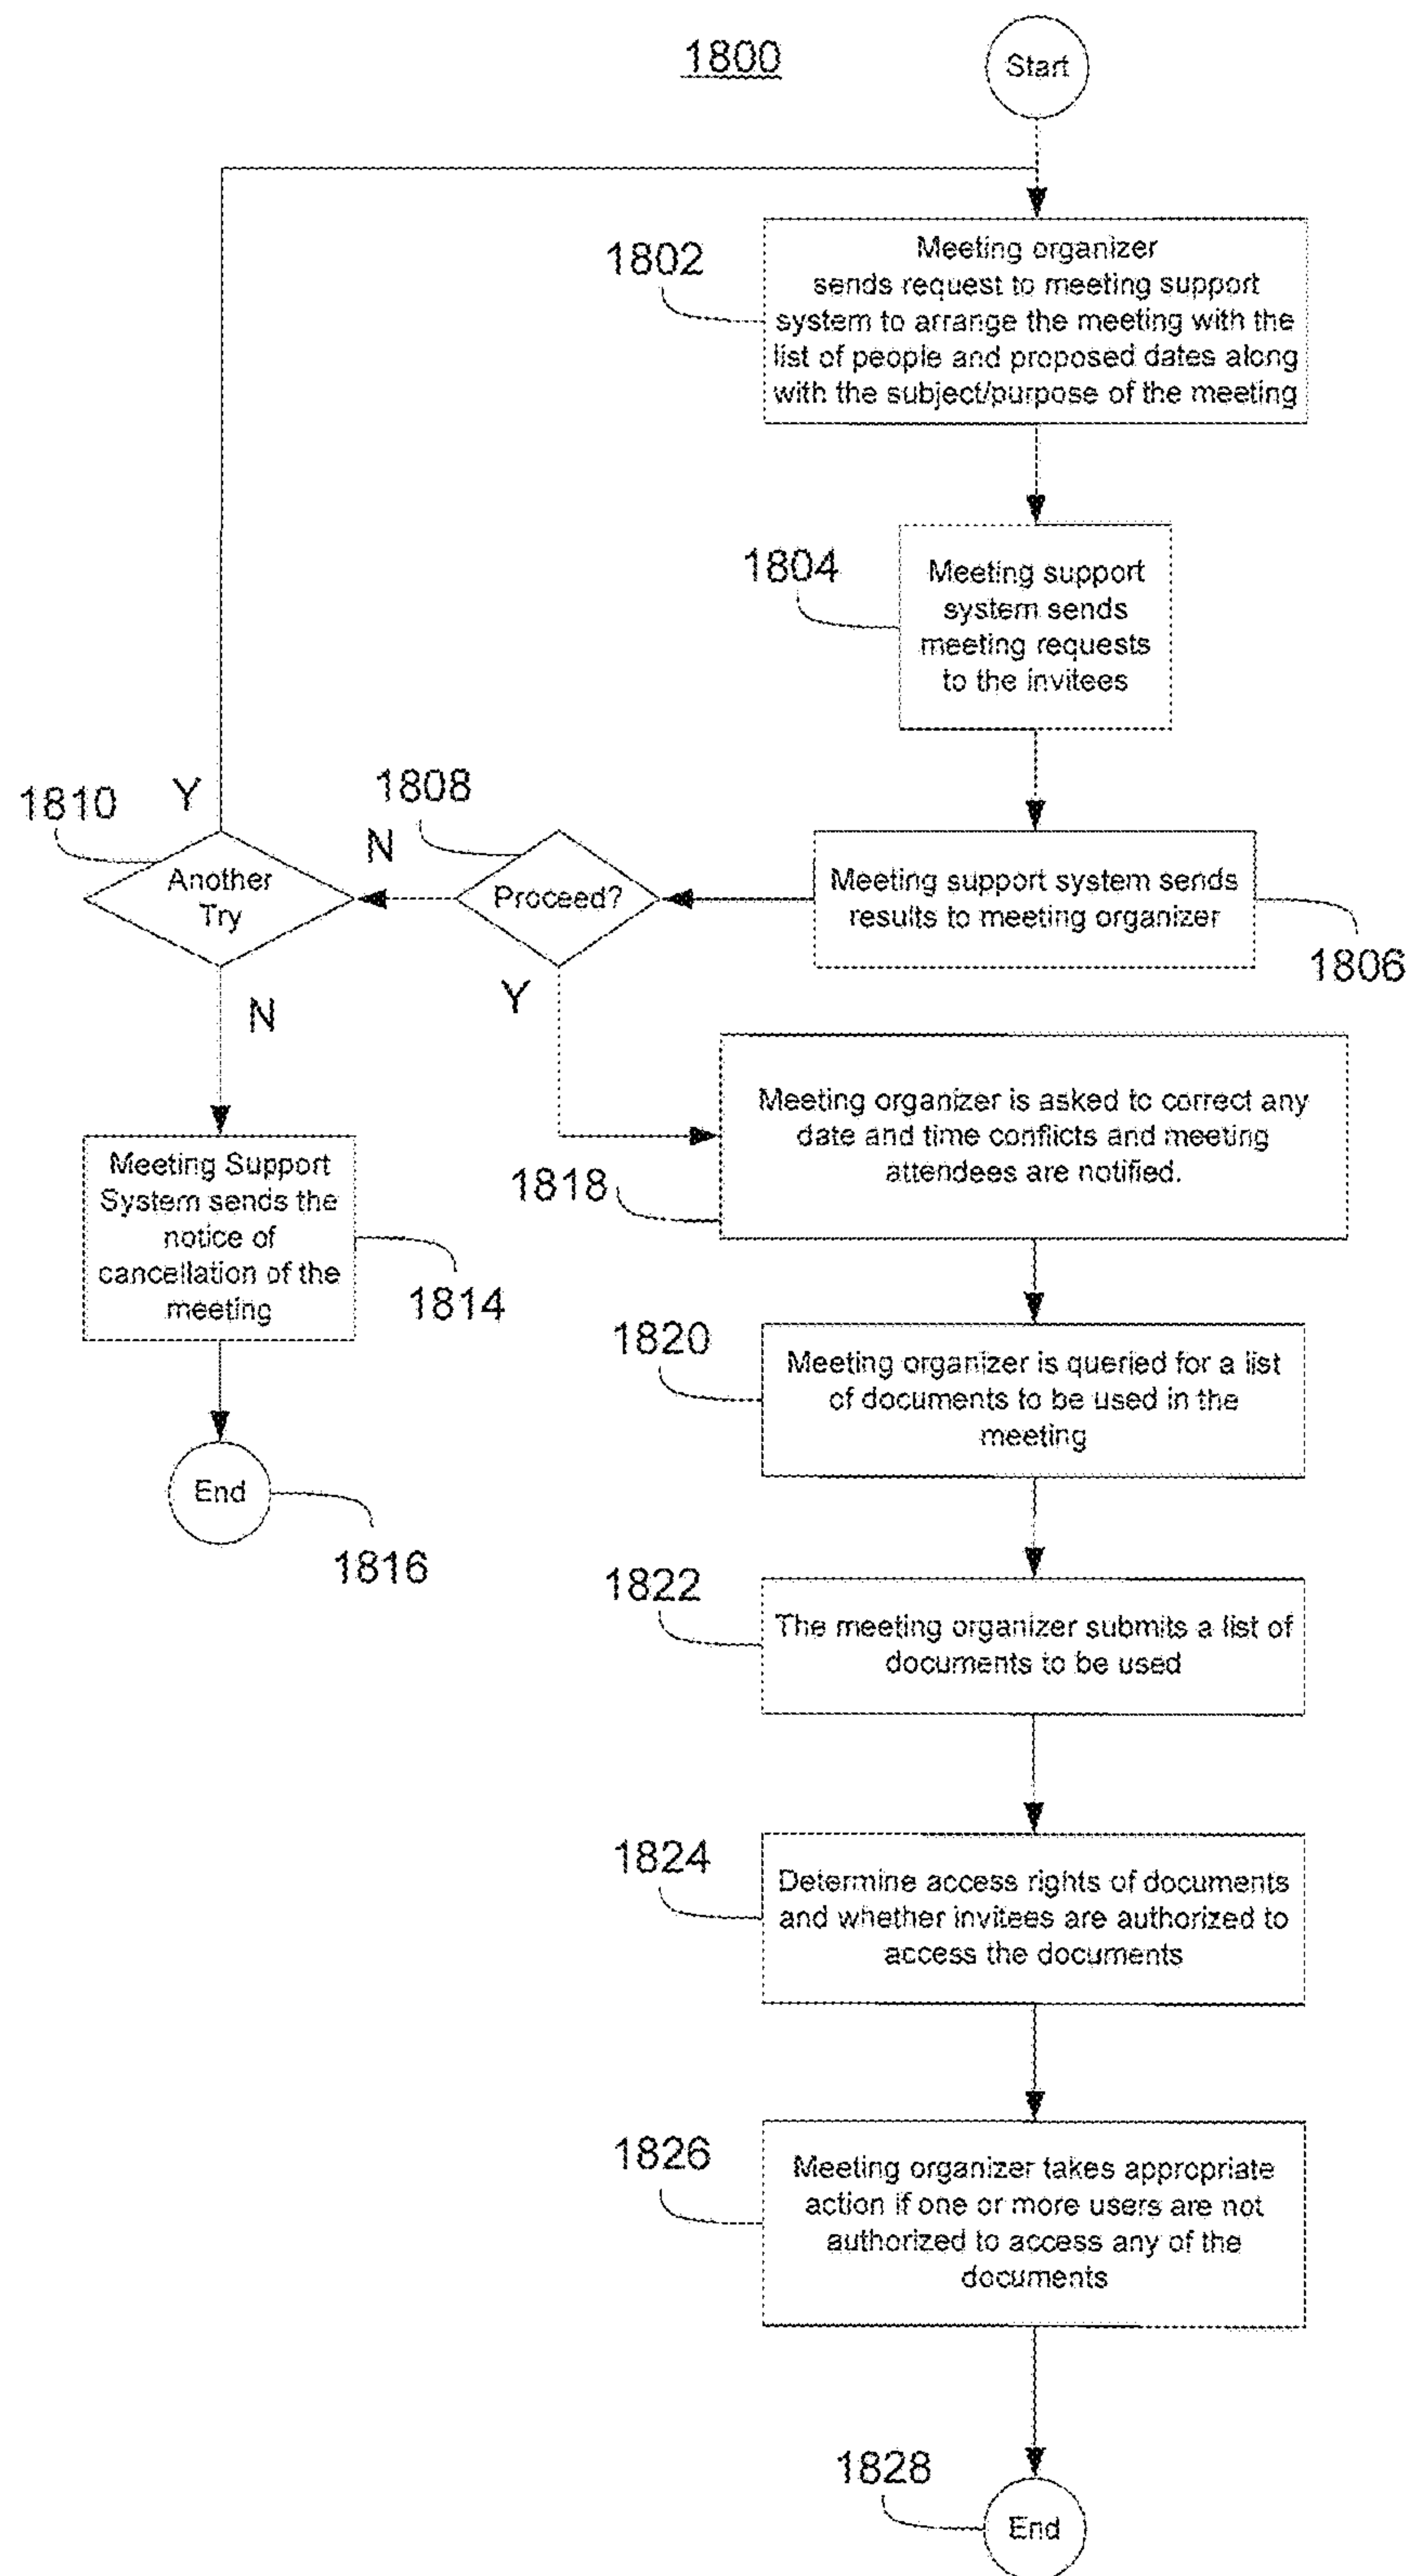 1800
Start
1802
Meeting organizer
sends request to meeting support
system to arrange the meeting with the
list of people and proposed dates along
with the subject/purpose of the meeting
1804
Meeting support
system sends
meeting requests
to the invitees
1810
Y
1808
N
Another
Try
Proceed?
Meeting support system sends
results to meeting organizer
1806
N
Y
Meeting organizer is asked to correct any
date and time conflicts and meeting
attendees are notified.
1818
Meeting Support
System sends the
notice of
cancellation of the
meeting
1814
1820
Meeting organizer is queried for a list
of documents to be used in the
meeting
End
1816
1822
The meeting organizer submits a list of
documents to be used
1824
Determine access rights of documents
and whether invitees are authorized to
access the documents
1826
Meeting organizer takes appropriate
action if one or more users are not
authorized to access any of the
documents
1828
End